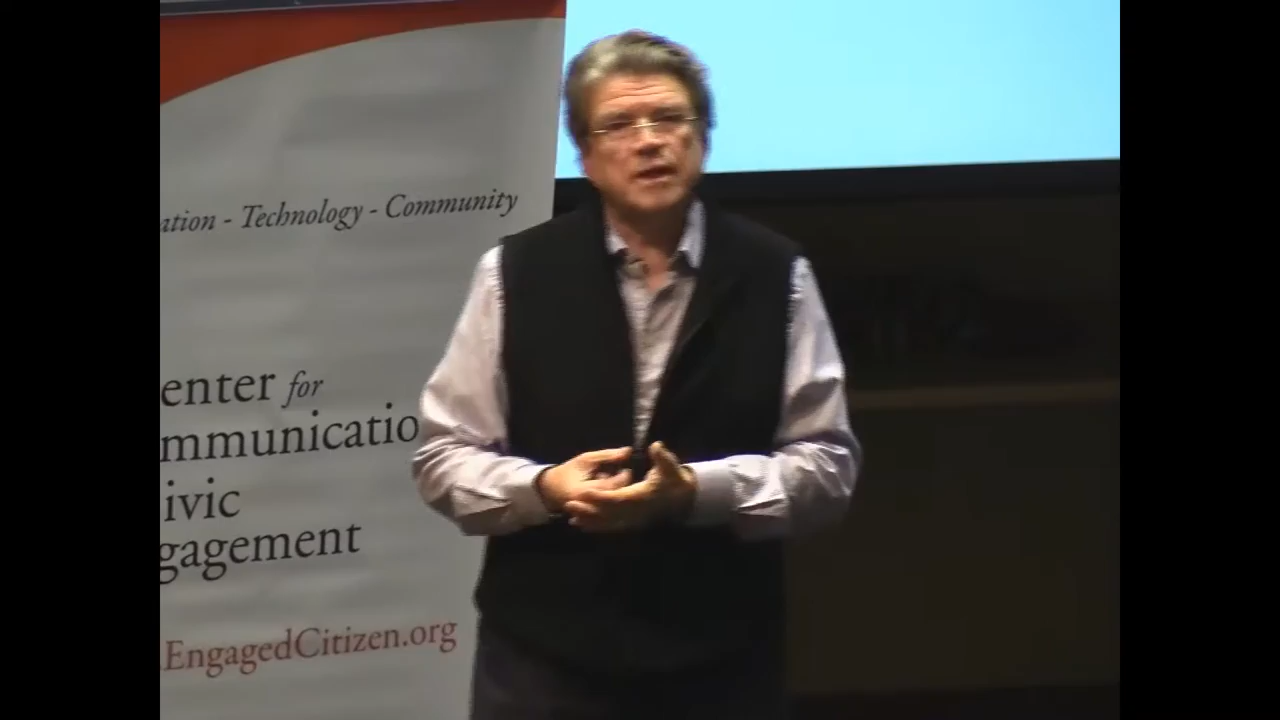 ation - Technology - Community
enter for
mmunicatio
ivic
gagement
EngagedCitizen.org